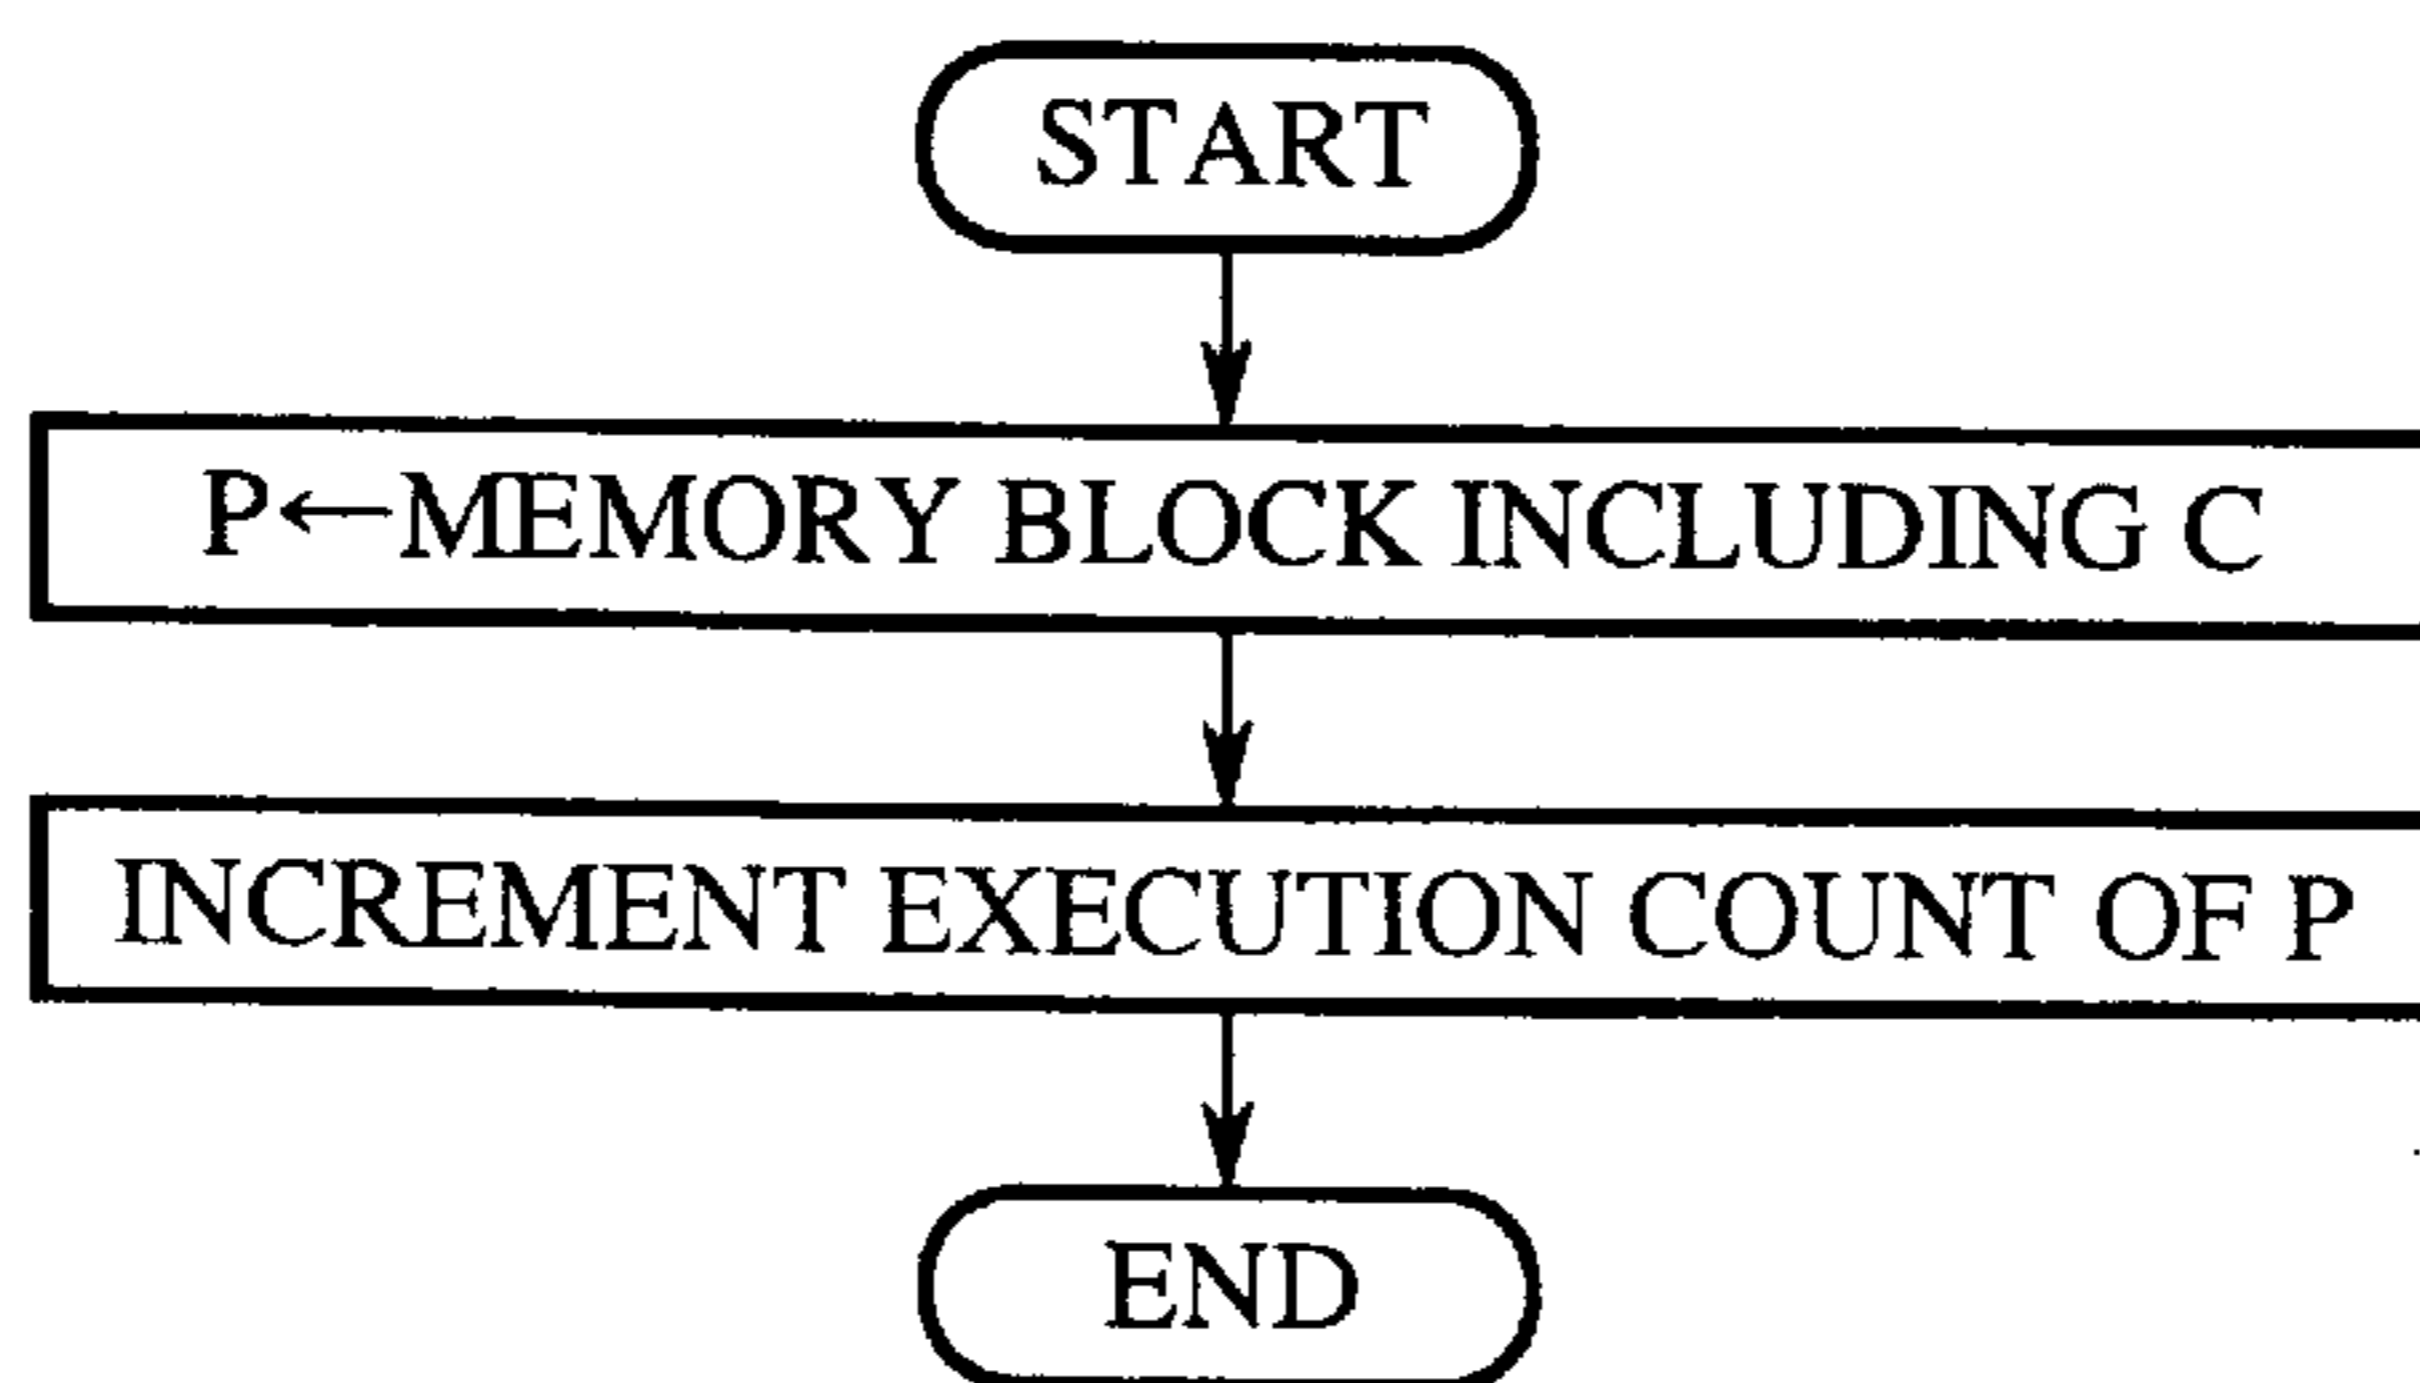 START
P←MEMORY BLOCK INCLUDING C
INCREMENT EXECUTION COUNT OF P
END